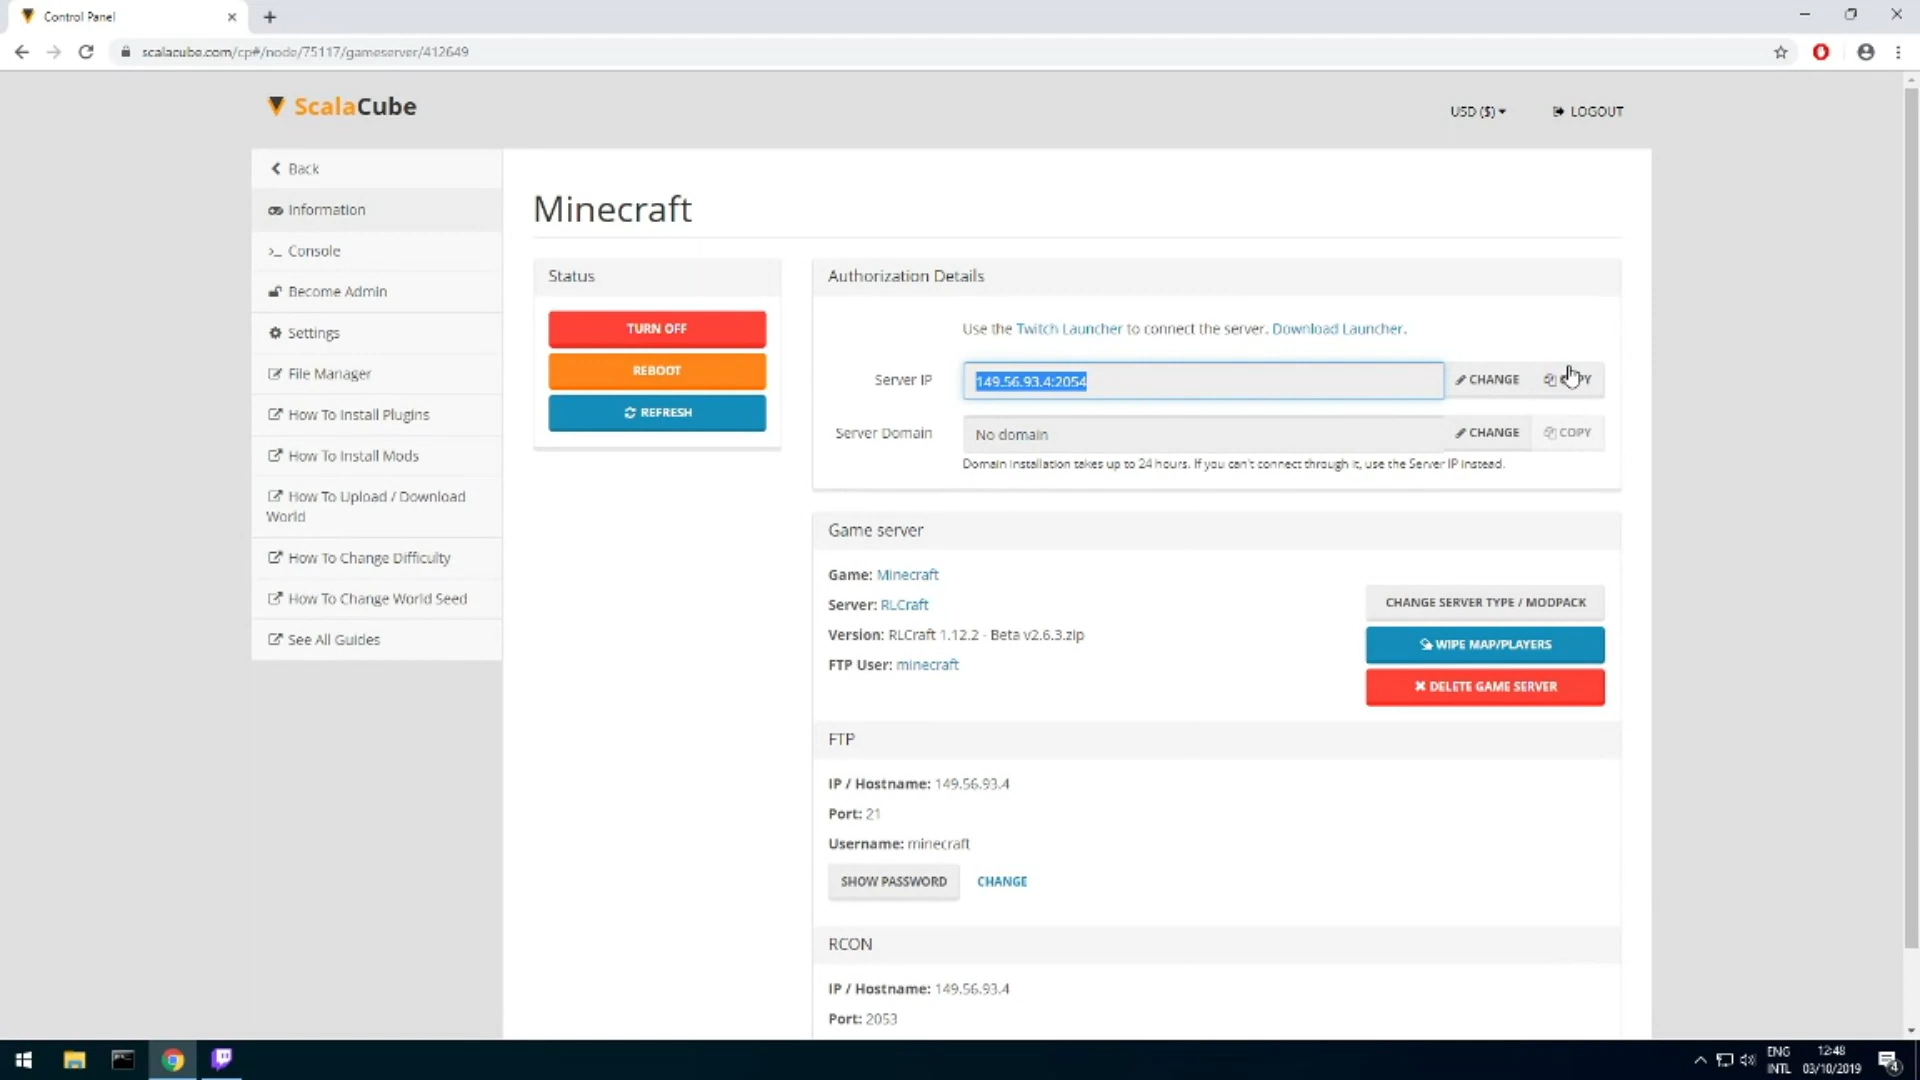 Control Panel
scalacube.com/cp#/node/75117/gameserver/412649
ScalaCube
USD ($)
LOGOUT
Back
Information
Console
Become Admin
Settings
File Manager
How To Install Plugins
How To Install Mods
How To Upload / Download
World
How To Change Difficulty
How To Change World Seed
See All Guides
Minecraft
Status
TURN OFF
REBOOT
REFRESH
Authorization Details
Use the Twitch Launcher to connect the server. Download Launcher.
Server IP
149.56.93.4:2054
CHANGE
Server Domain
No domain
CHANGE
COPY
Domain installation takes up to 24 hours. If you can't connect through it, use the Server IP instead.
Game server
Game: Minecraft
Server: RLCraft
Version: RLCraft 1.12.2 - Beta v2.6.3.zip
FTP User: minecraft
CHANGE SERVER TYPE / MODPACK
WIPE MAP/PLAYERS
DELETE GAME SERVER
FTP
IP / Hostname: 149.56.93.4
Port: 21
Username: minecraft
SHOW PASSWORD
CHANGE
RCON
IP / Hostname: 149.56.93.4
Port: 2053
ENG
INTL
12:48
03/10/2019
4